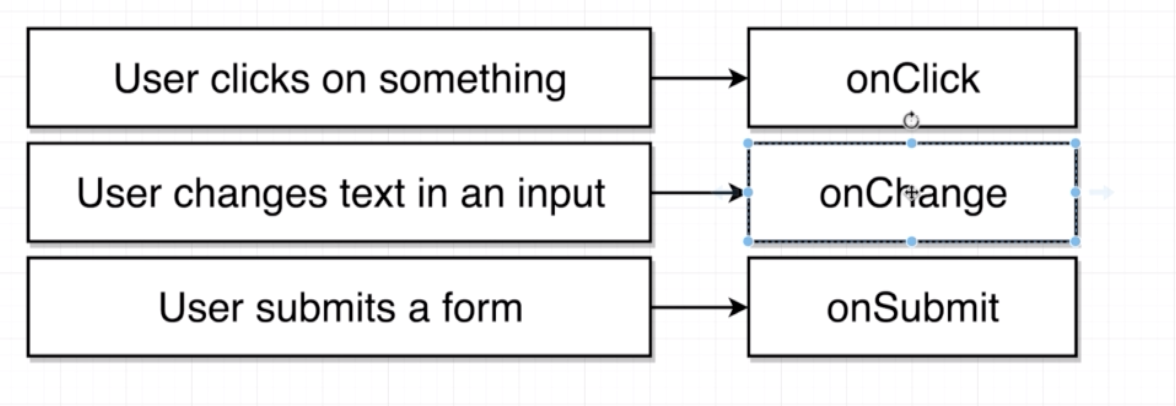 User clicks on something
onClick
User changes text in an input
onChange
User submits a form
onSubmit